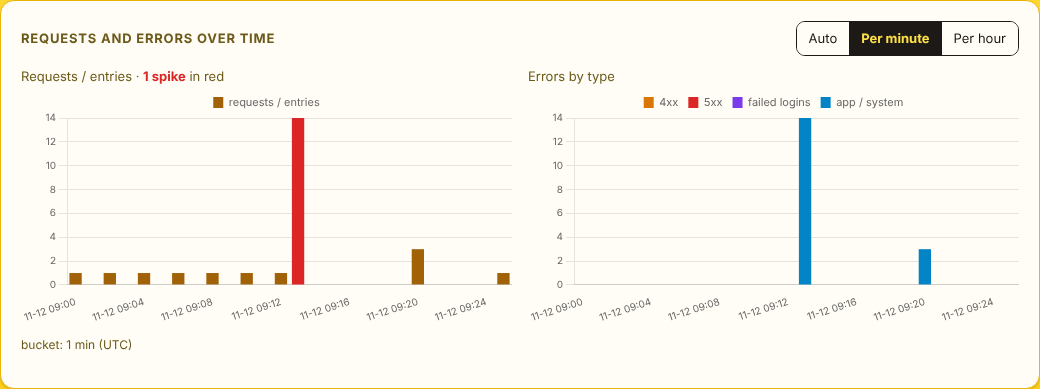 REQUESTS AND ERRORS OVER TIME
Auto Per minute Per hour
Requests / entries · 1 spike in red
requests / entries
14
12
10
8
6
4
2
0
11-12 09:00 11-12 09:04 11-12 09:08 11-12 09:12 11-12 09:16 11-12 09:20 11-12 09:24
Errors by type
4xx 5xx failed logins app / system
14
12
10
8
6
4
2
0
11-12 09:00 11-12 09:04 11-12 09:08 11-12 09:12 11-12 09:16 11-12 09:20 11-12 09:24
bucket: 1 min (UTC)